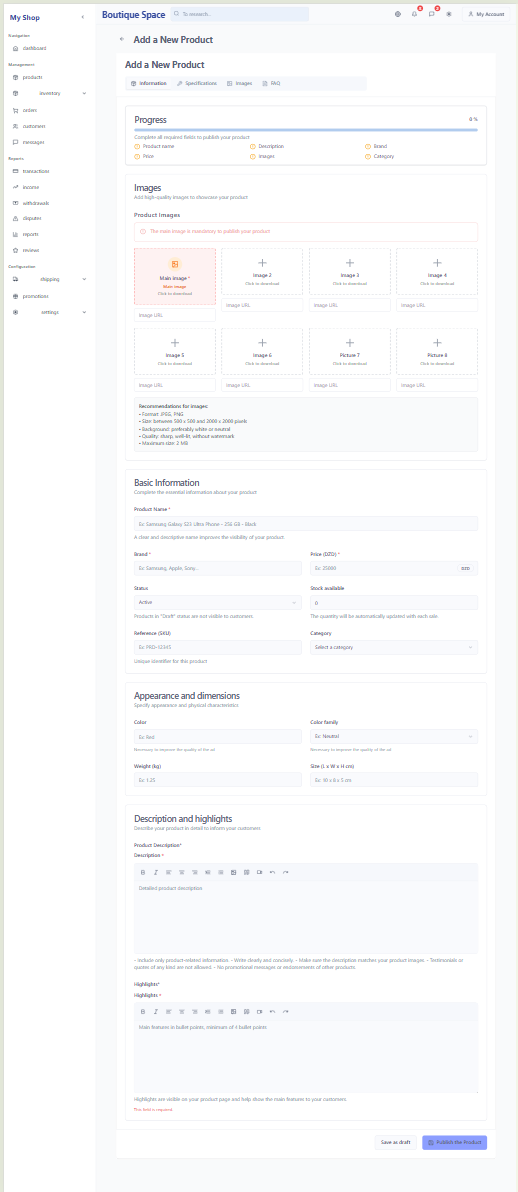 My Shop
Navigation
dashboard
Management
products
inventory
orders
customers
messages
Reports
transactions
income
withdrawals
disputes
reports
reviews
Configuration
shipping
promotions
settings
Boutique Space
To research...
My Account
Add a New Product
Add a New Product
Information Specifications Images FAQ
Progress 0 %
Complete all required fields to publish your product
Product name Description Brand
Price Images Category
Images
Add high-quality images to showcase your product
Product Images
The main image is mandatory to publish your product
Main image * Image 2 Image 3 Image 4
Main image
Click to download Click to download Click to download Click to download
Image URL Image URL Image URL Image URL
Image 5 Image 6 Picture 7 Picture 8
Click to download Click to download Click to download Click to download
Image URL Image URL Image URL Image URL
Recommendations for images:
• Format: JPEG, PNG
• Size: between 500 x 500 and 2000 x 2000 pixels
• Background: preferably white or neutral
• Quality: sharp, well-lit, without watermark
• Maximum size: 2 MB
Basic Information
Complete the essential information about your product
Product Name *
Ex: Samsung Galaxy S23 Ultra Phone - 256 GB - Black
A clear and descriptive name improves the visibility of your product
Brand * Price (DZD) *
Ex: Samsung, Apple, Sony... Ex: 25000 DZD
Status Stock available
Active 0
Products in "Draft" status are not visible to customers. The quantity will be automatically updated with each sale
Reference (SKU) Category
Ex: PRD-12345 Select a category
Unique identifier for this product
Appearance and dimensions
Specify appearance and physical characteristics
Color Color family
Ex: Red Ex: Neutral
Necessary to improve the quality of the ad Necessary to improve the quality of the ad
Weight (kg) Size (L x W x H cm)
Ex: 1.25 Ex: 40 x 6 x 5 cm
Description and highlights
Describe your product in detail to inform your customers
Product Description*
Description *
Detailed product description
- Include only product-related information. - Write clearly and concisely. - Make sure the description matches your product images. - Testimonials or
quotes of any kind are not allowed. - No promotional messages or endorsements of other products.
Highlights*
Highlights *
Main features in bullet points, minimum of 4 bullet points
Highlights are visible on your product page and help show the main features to your customers.
This field is required
Save as draft Publish the Product